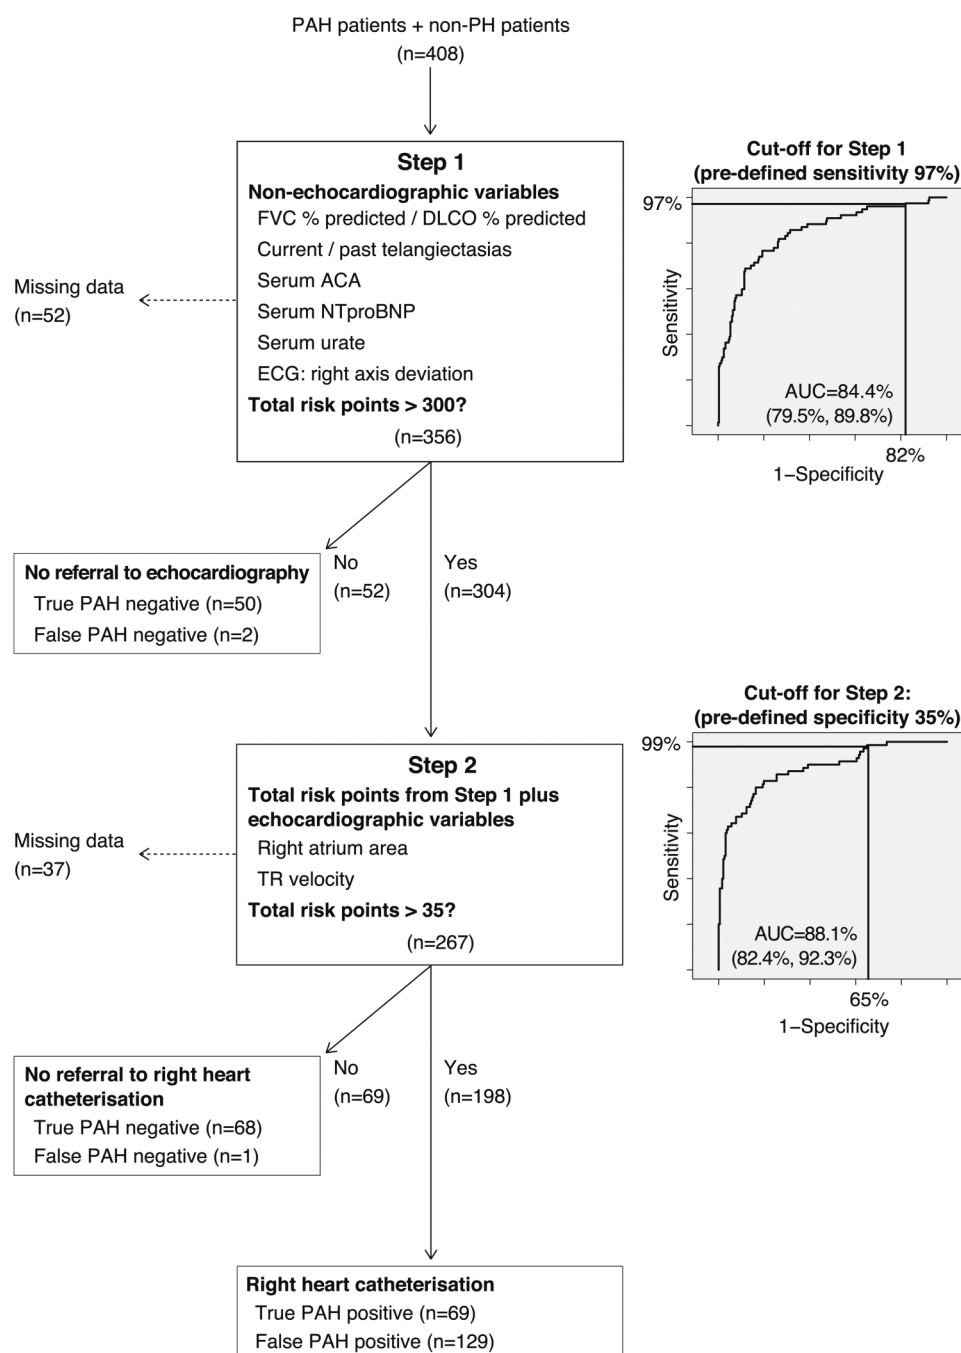 PAH patients + non-PH patients
(n=408)
Step 1
Non-echocardiographic variables
FVC % predicted / DLCO % predicted
Current / past telangiectasias
Serum ACA
Serum NTproBNP
Serum urate
ECG: right axis deviation
Total risk points > 300?
(n=356)
Missing data
(n=52)
Cut-off for Step 1
(pre-defined sensitivity 97%)
97%
Sensitivity
AUC=84.4%
(79.5%, 89.8%)
82%
1−Specificity
No
(n=52)
Yes
(n=304)
No referral to echocardiography
True PAH negative (n=50)
False PAH negative (n=2)
Step 2
Total risk points from Step 1 plus
echocardiographic variables
Right atrium area
TR velocity
Total risk points > 35?
(n=267)
Missing data
(n=37)
Cut-off for Step 2:
(pre-defined specificity 35%)
99%
Sensitivity
AUC=88.1%
(82.4%, 92.3%)
65%
1−Specificity
No
(n=69)
Yes
(n=198)
No referral to right heart
catheterisation
True PAH negative (n=68)
False PAH negative (n=1)
Right heart catheterisation
True PAH positive (n=69)
False PAH positive (n=129)